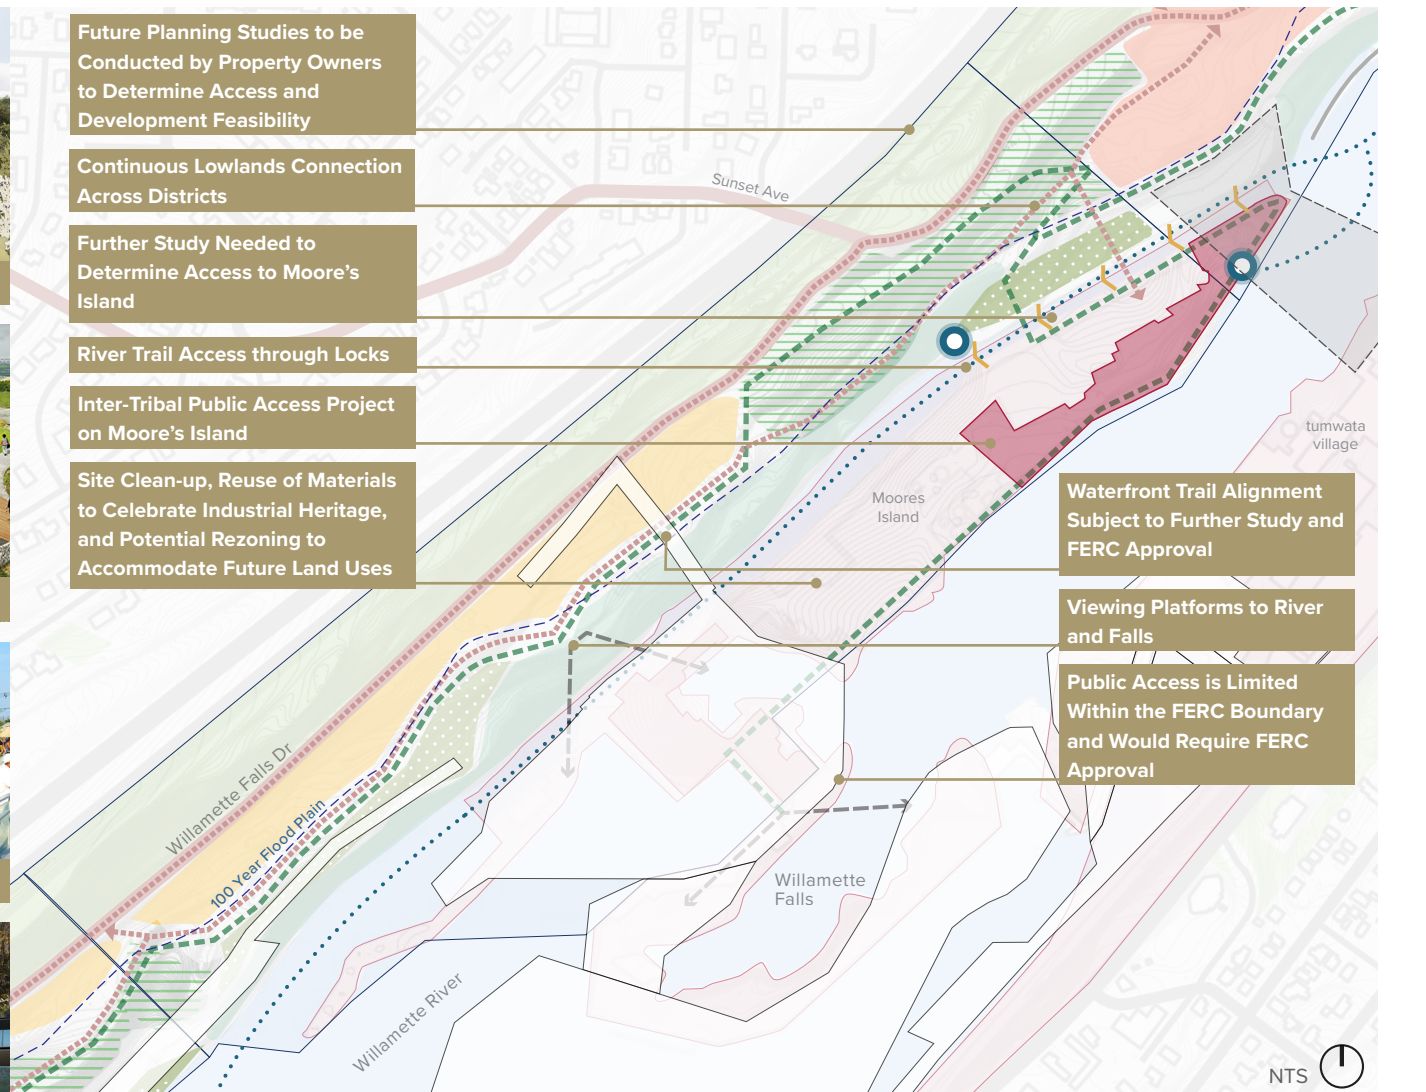 Future Planning Studies to be
Conducted by Property Owners
to Determine Access and
Development Feasibility
Continuous Lowlands Connection
Across Districts
Further Study Needed to
Determine Access to Moore's
Island
River Trail Access through Locks
Inter-Tribal Public Access Project
on Moore's Island
Site Clean-up, Reuse of Materials
to Celebrate Industrial Heritage,
and Potential Rezoning to
Accommodate Future Land Uses
Sunset Ave
tumwata
village
Moores
Island
Waterfront Trail Alignment
Subject to Further Study and
FERC Approval
Viewing Platforms to River
and Falls
Public Access is Limited
Within the FERC Boundary
and Would Require FERC
Approval
Willamette Falls Dr
100 Year Flood Plain
Willamette
Falls
Willamette River
NTS